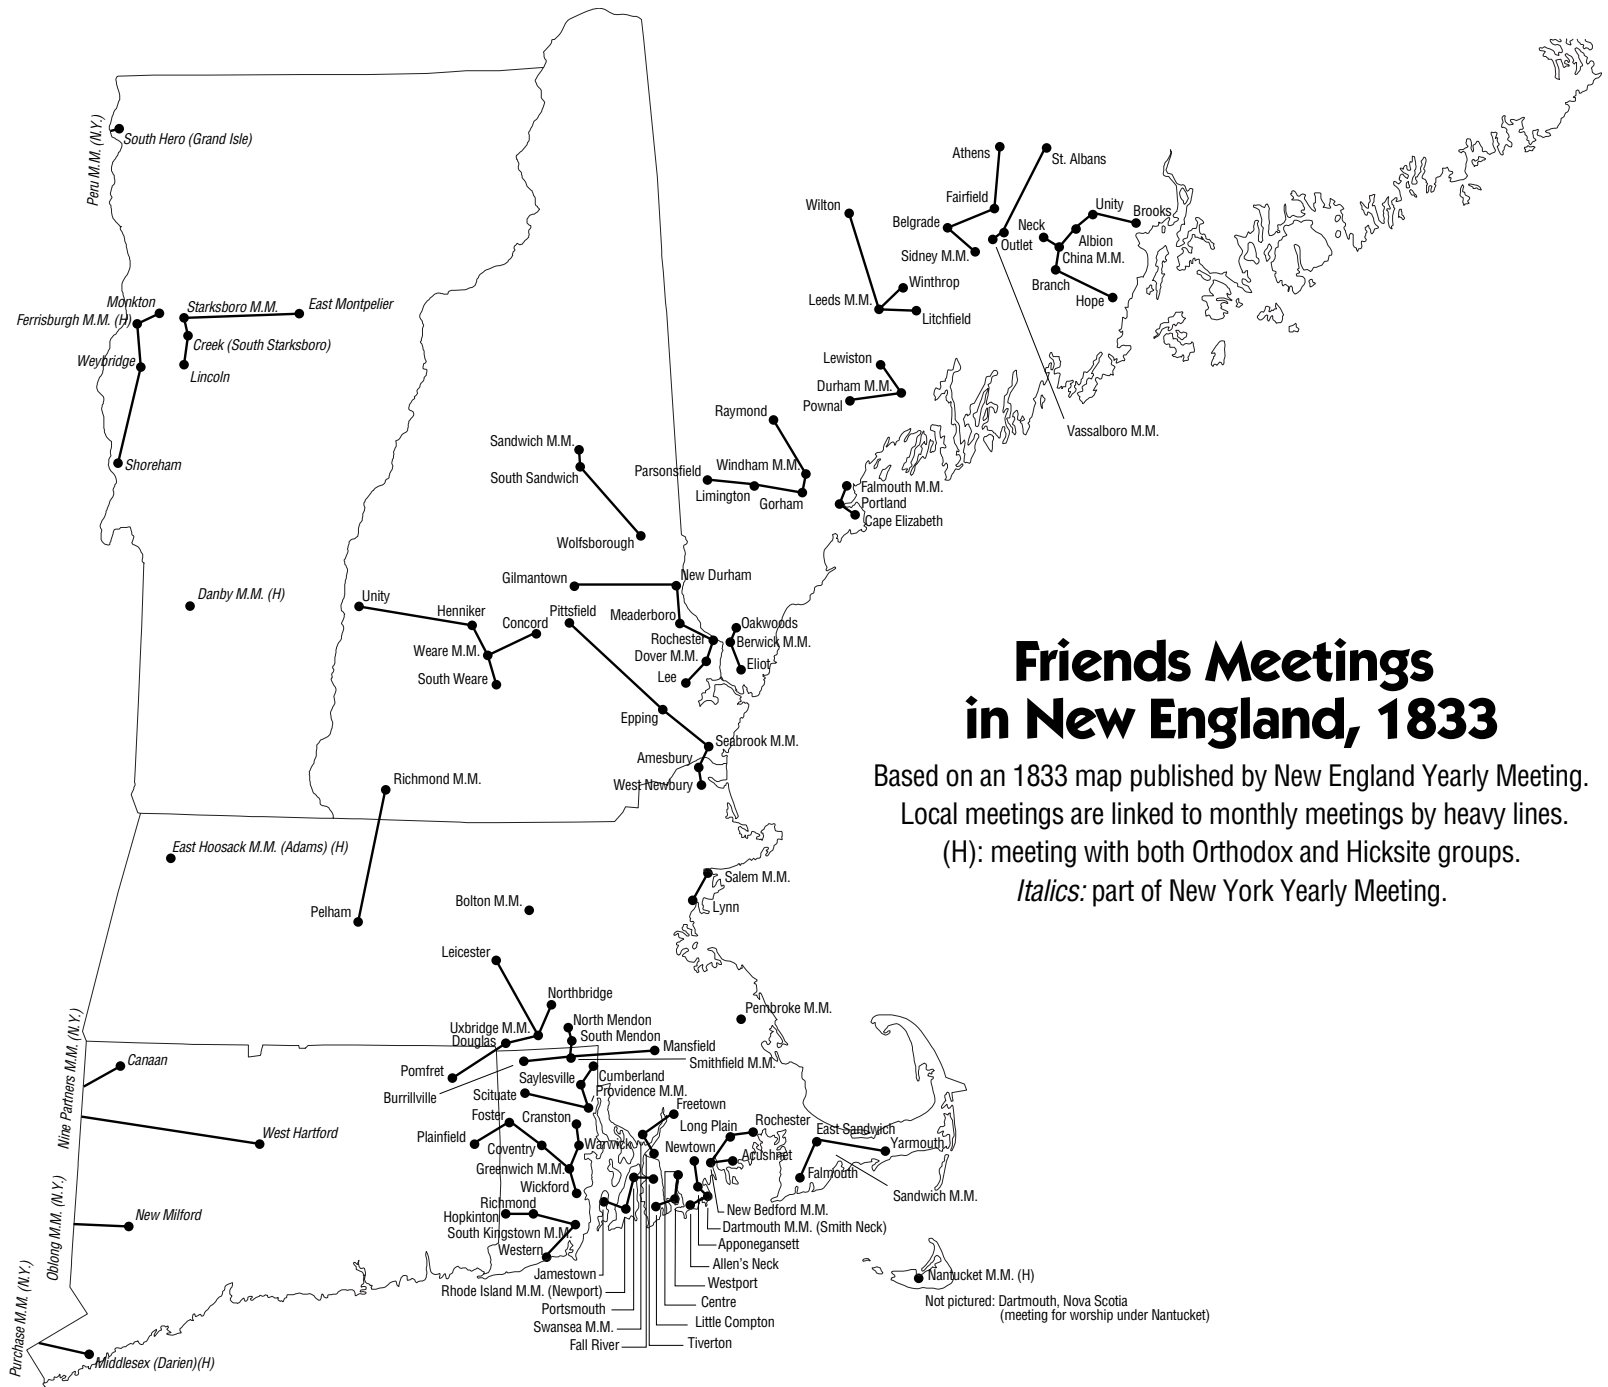 Peru M.M. (N.Y.)
South Hero (Grand Isle)
Monkton
Ferrisburgh M.M. (H)
Starksboro M.M.
East Montpelier
Creek (South Starksboro)
Weybridge
Lincoln
Shoreham
Danby M.M. (H)
Athens
St. Albans
Fairfield
Wilton
Belgrade
Neck
Unity
Brooks
Outlet
Albion
China M.M.
Sidney M.M.
Branch
Hope
Winthrop
Leeds M.M.
Litchfield
Lewiston
Durham M.M.
Pownal
Vassalboro M.M.
Raymond
Sandwich M.M.
South Sandwich
Parsonsfield
Windham M.M.
Limington
Gorham
Falmouth M.M.
Portland
Cape Elizabeth
Wolfsborough
Gilmantown
New Durham
Unity
Henniker
Concord
Pittsfield
Meaderboro
Oakwoods
Rochester
Berwick M.M.
Weare M.M.
Dover M.M.
Eliot
South Weare
Lee
Epping
Seabrook M.M.
Amesbury
West Newbury
Richmond M.M.
Friends Meetings
in New England, 1833
Based on an 1833 map published by New England Yearly Meeting.
Local meetings are linked to monthly meetings by heavy lines.
(H): meeting with both Orthodox and Hicksite groups.
Italics: part of New York Yearly Meeting.
East Hoosack M.M. (Adams) (H)
Salem M.M.
Lynn
Bolton M.M.
Pelham
Leicester
Northbridge
Pembroke M.M.
Uxbridge M.M.
North Mendon
Douglas
South Mendon
Mansfield
Smithfield M.M.
Nine Partners M.M. (N.Y.)
Canaan
Pomfret
Burrillville
Saylesville
Cumberland
Providence M.M.
Scituate
Foster
Cranston
Freetown
Long Plain
Rochester
East Sandwich
Yarmouth
West Hartford
Plainfield
Coventry
Warwick
Newtown
Acushnet
Greenwich M.M.
Falmouth
Wickford
Sandwich M.M.
Oblong M.M. (N.Y.)
New Milford
Richmond
Hopkinton
South Kingstown M.M.
New Bedford M.M.
Dartmouth M.M. (Smith Neck)
Western
Apponegansett
Allen's Neck
Jamestown
Westport
Rhode Island M.M. (Newport)
Centre
Portsmouth
Little Compton
Swansea M.M.
Fall River
Tiverton
Nantucket M.M. (H)
Not pictured: Dartmouth, Nova Scotia
(meeting for worship under Nantucket)
Purchase M.M. (N.Y.)
Middlesex (Darien)(H)